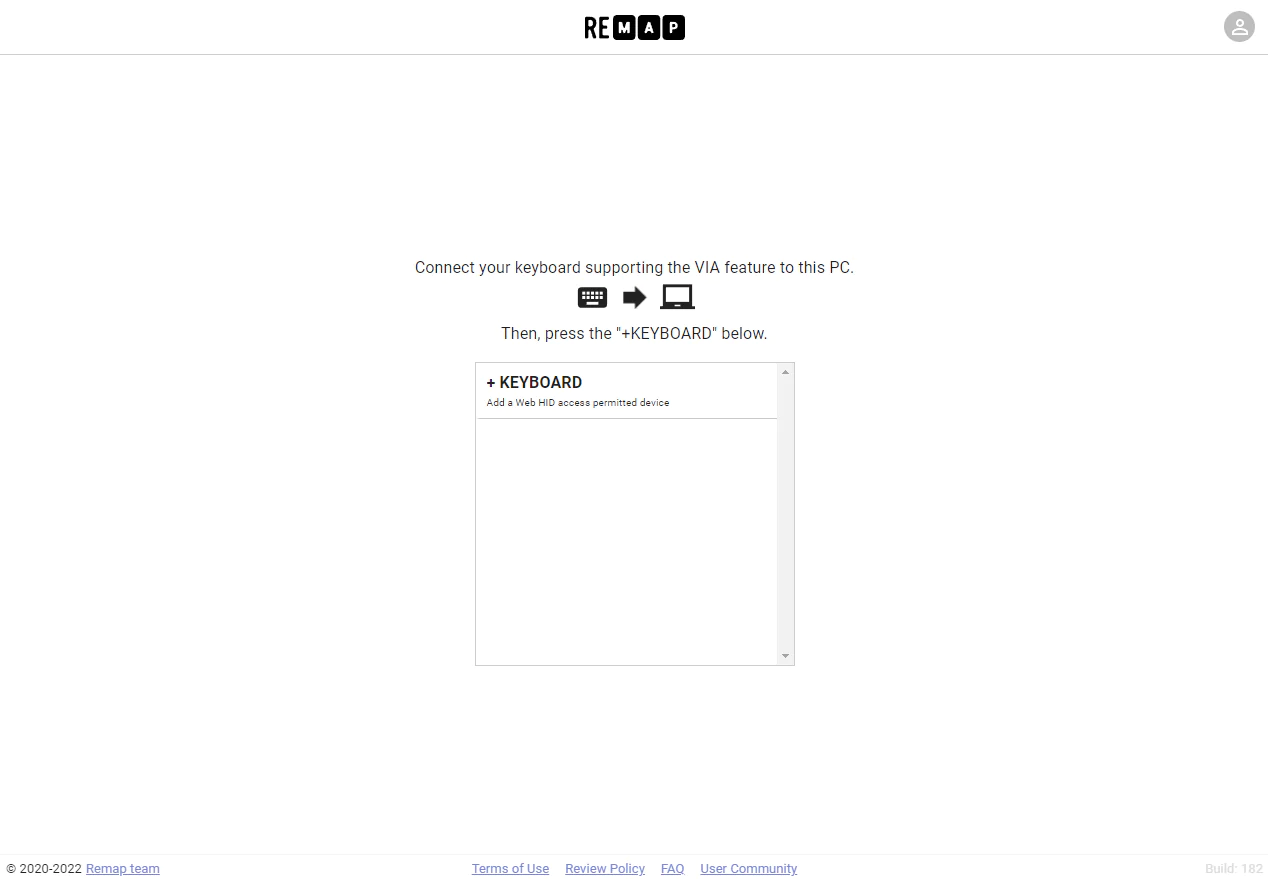 REMAP
Connect your keyboard supporting the VIA feature to this PC.
Then, press the "+KEYBOARD" below.
+ KEYBOARD
Add a Web HID access permitted device
© 2020-2022 Remap team
Terms of Use Review Policy FAQ User Community
Build: 182